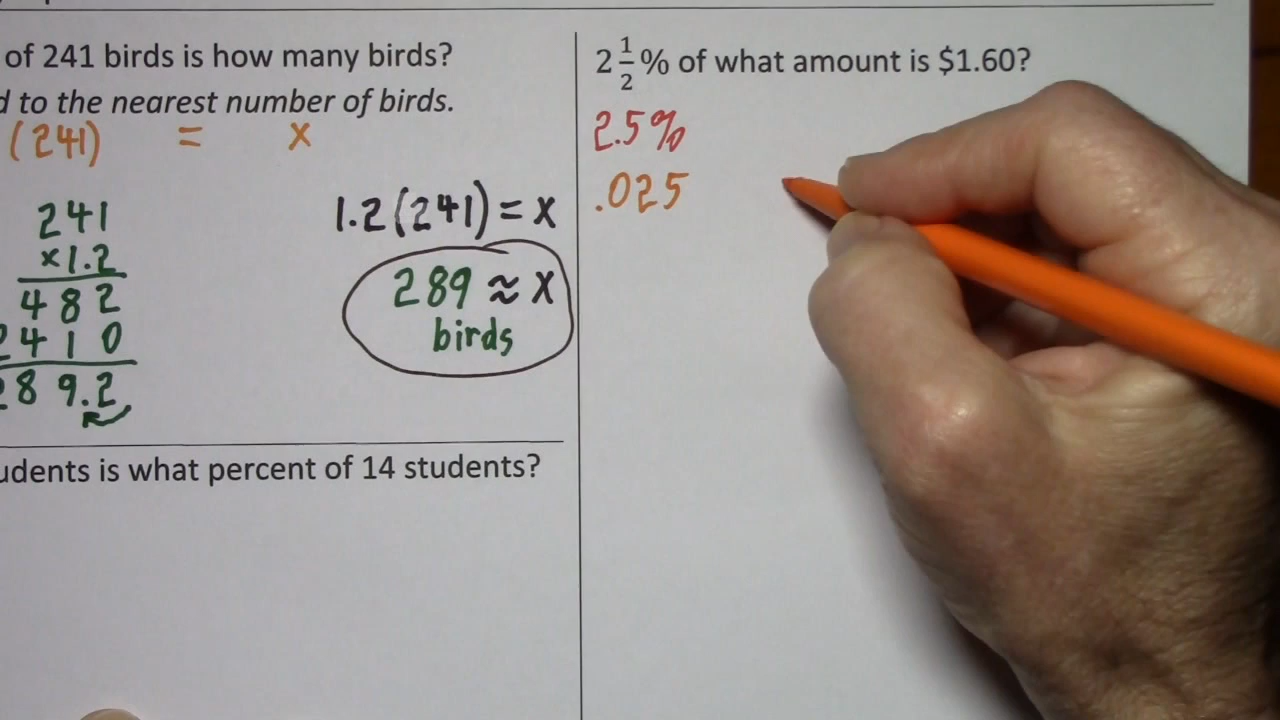 of 241 birds is how many birds?
d to the nearest number of birds.
(241) = x
241
×1.2
482
2410
289.2
1.2(241) = x
289 ≈ x
birds
udents is what percent of 14 students?
2 1/2 % of what amount is $1.60?
2.5%
.025